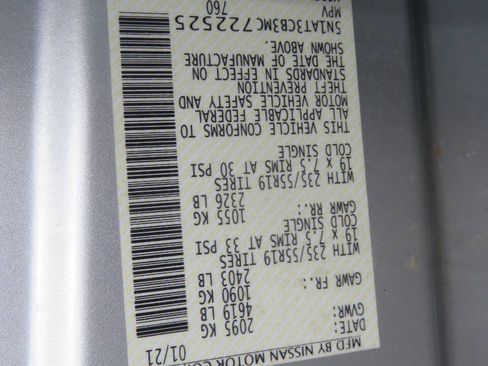 MFD BY NISSAN MOTOR CO
DATE: 01/21
GVWR: 2095 KG
4619 LB
GAWR FR.: 1090 KG
2403 LB
WITH 235/55R19 TIRES
19 x 7.5 RIMS AT 33 PSI
COLD SINGLE
GAWR RR.: 1055 KG
2326 LB
WITH 235/55R19 TIRES
19 x 7.5 RIMS AT 30 PSI
COLD SINGLE
THIS VEHICLE CONFORMS TO
ALL APPLICABLE FEDERAL
MOTOR VEHICLE SAFETY AND
THEFT PREVENTION
STANDARDS IN EFFECT ON
THE DATE OF MANUFACTURE
SHOWN ABOVE.
5N1AT3CB3MC722525
MPV 760